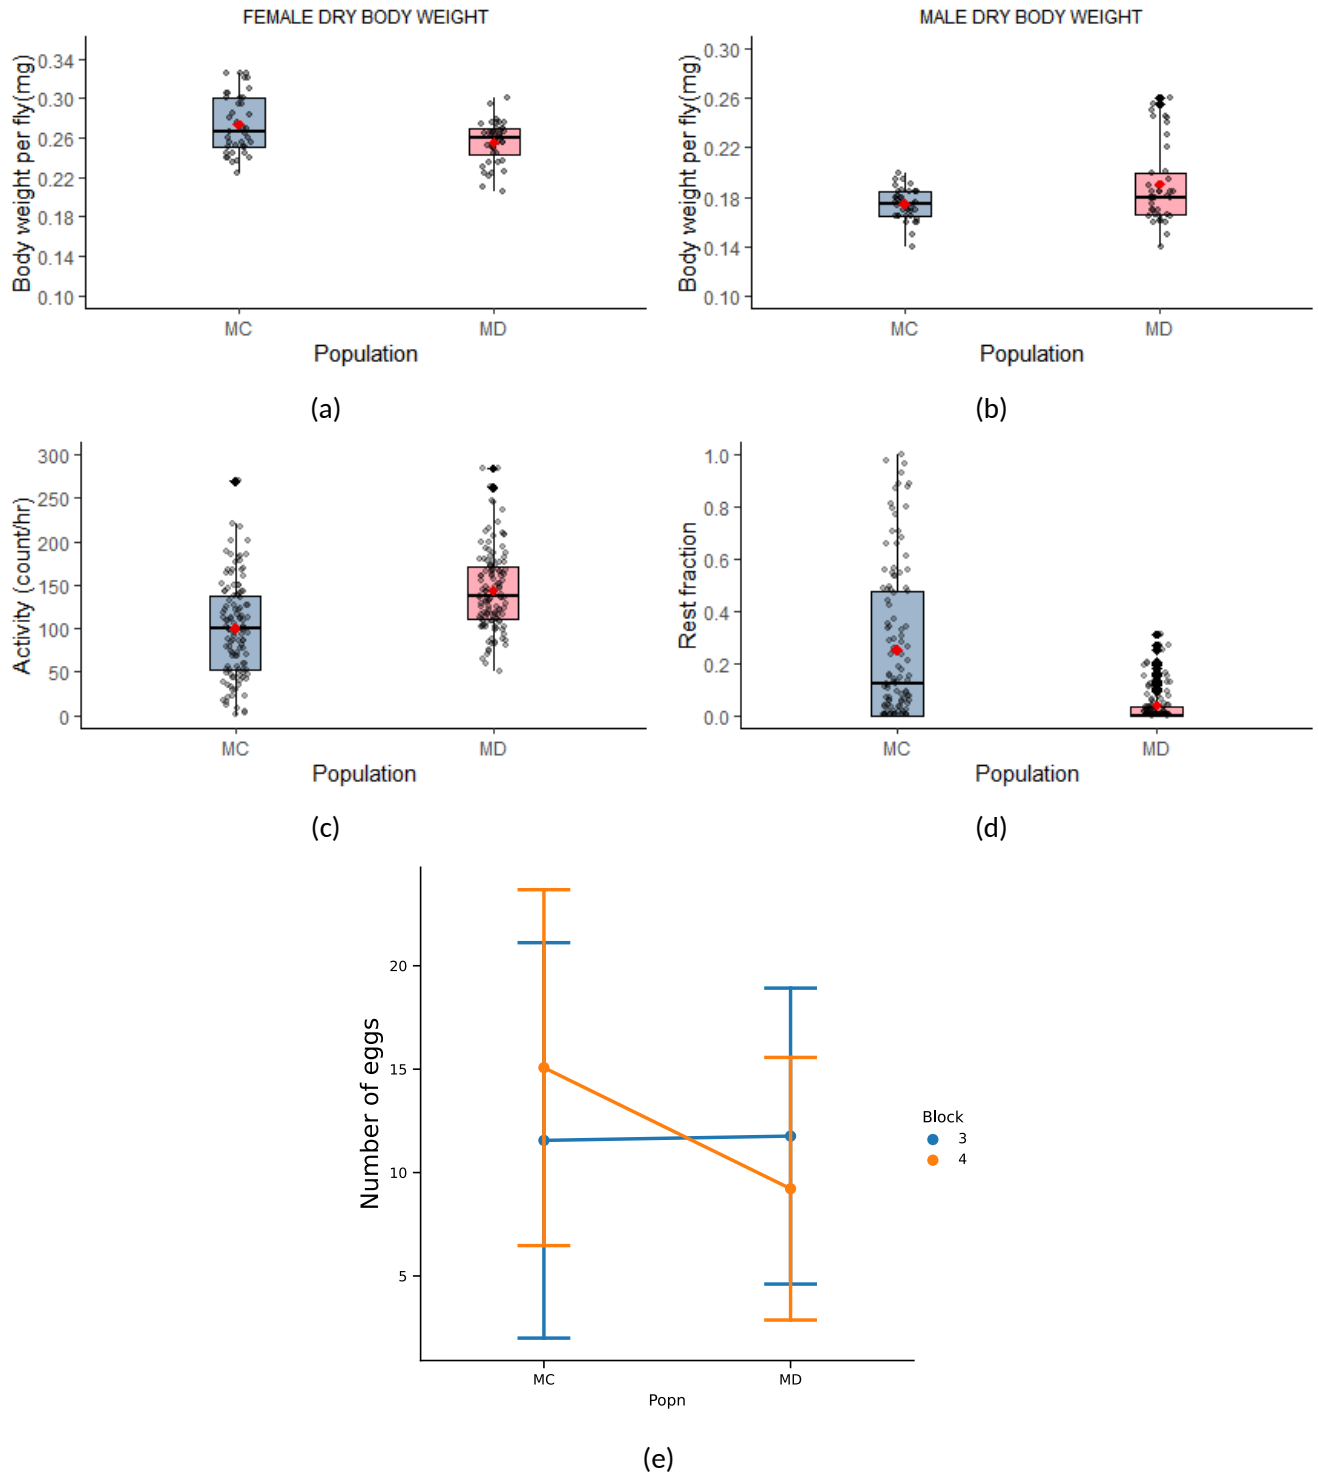 FEMALE DRY BODY WEIGHT
Body weight per fly(mg)
0.34
0.30
0.26
0.22
0.18
0.14
0.10
MC MD
Population
(a)
MALE DRY BODY WEIGHT
Body weight per fly(mg)
0.30
0.26
0.22
0.18
0.14
0.10
MC MD
Population
(b)
Activity (count/hr)
300
250
200
150
100
50
0
MC MD
Population
(c)
Rest fraction
1.0
0.8
0.6
0.4
0.2
0.0
MC MD
Population
(d)
Number of eggs
20
15
10
5
MC MD
Popn
Block
3
4
(e)